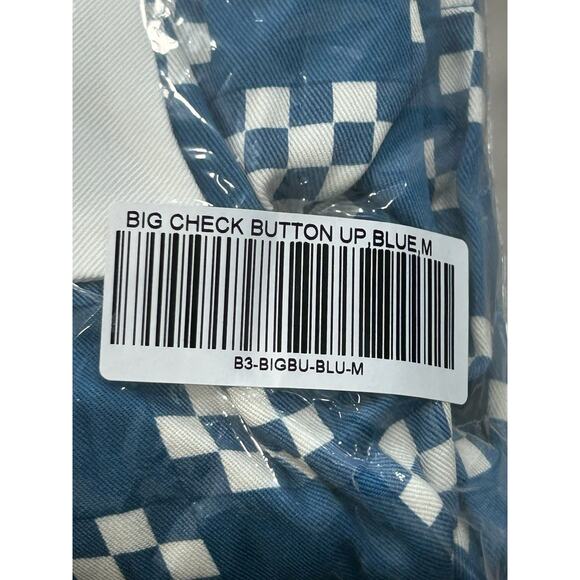 BIG CHECK BUTTON UP,BLUE,M
B3-BIGBU-BLU-M